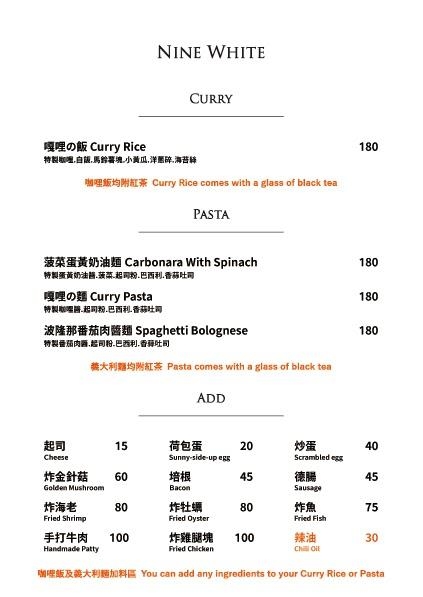 NINE WHITE
CURRY
嘎哩の飯 Curry Rice 180
特製咖哩.白飯.馬鈴薯塊.小黃瓜.洋蔥碎.海苔絲
咖哩飯均附紅茶 Curry Rice comes with a glass of black tea
PASTA
菠菜蛋黃奶油麵 Carbonara With Spinach 180
特製蛋黃奶油醬.菠菜.起司粉.巴西利.香蒜吐司
嘎哩の麵 Curry Pasta 180
特製咖哩醬.起司粉.巴西利.香蒜吐司
波隆那番茄肉醬麵 Spaghetti Bolognese 180
特製番茄肉醬.起司粉.巴西利.香蒜吐司
義大利麵均附紅茶 Pasta comes with a glass of black tea
ADD
起司 15 荷包蛋 20 炒蛋 40
Cheese Sunny-side-up egg Scrambled egg
炸金針菇 60 培根 45 德腸 45
Golden Mushroom Bacon Sausage
炸海老 80 炸牡蠣 80 炸魚 75
Fried Shrimp Fried Oyster Fried Fish
手打牛肉 100 炸雞腿塊 100 辣油 30
Handmade Patty Fried Chicken Chili Oil
咖哩飯及義大利麵加料區 You can add any ingredients to your Curry Rice or Pasta